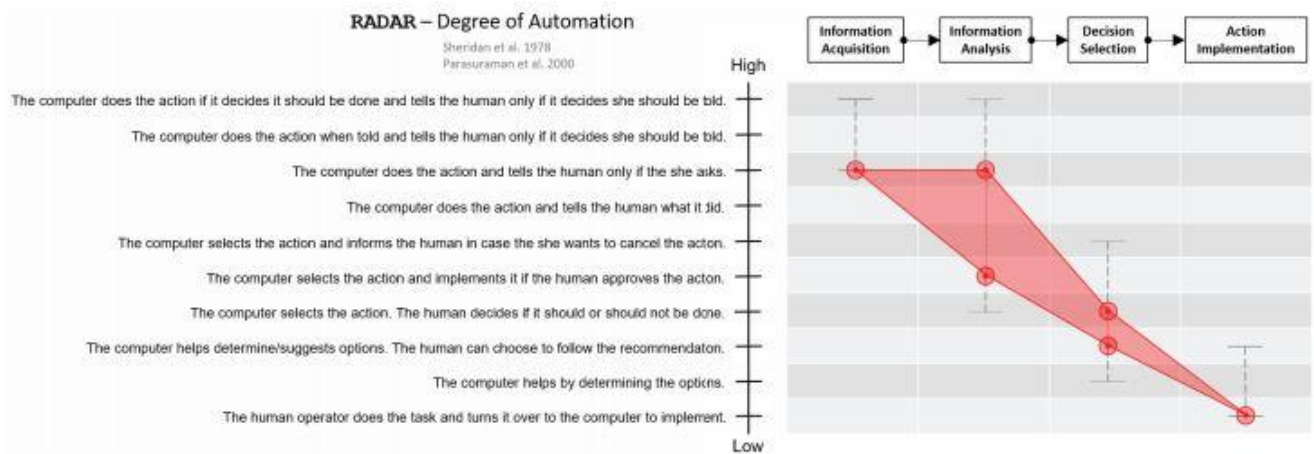 RADAR – Degree of Automation
Sheridan et al. 1978
Parasuraman et al. 2000
Information
Acquisition
Information
Analysis
Decision
Selection
Action
Implementation
High
The computer does the action if it decides it should be done and tells the human only if it decides she should be told.
The computer does the action when told and tells the human only if it decides she should be told.
The computer does the action and tells the human only if the she asks.
The computer does the action and tells the human what it did.
The computer selects the action and informs the human in case the she wants to cancel the acton.
The computer selects the action and implements it if the human approves the acton.
The computer selects the action. The human decides if it should or should not be done.
The computer helps determine/suggests options. The human can choose to follow the recommendaton.
The computer helps by determining the options.
The human operator does the task and turns it over to the computer to implement.
Low